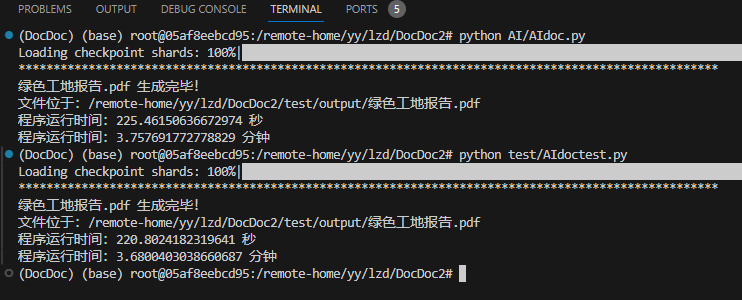 PROBLEMS OUTPUT DEBUG CONSOLE TERMINAL PORTS 5
(DocDoc) (base) root@05af8eebcd95:/remote-home/yy/lzd/DocDoc2# python AI/AIdoc.py
Loading checkpoint shards: 100%|
****************************************************************************************************
绿色工地报告.pdf 生成完毕!
文件位于: /remote-home/yy/lzd/DocDoc2/test/output/绿色工地报告.pdf
程序运行时间: 225.46150636672974 秒
程序运行时间: 3.757691772778829 分钟
(DocDoc) (base) root@05af8eebcd95:/remote-home/yy/lzd/DocDoc2# python test/AIdoctest.py
Loading checkpoint shards: 100%|
****************************************************************************************************
绿色工地报告.pdf 生成完毕!
文件位于: /remote-home/yy/lzd/DocDoc2/test/output/绿色工地报告.pdf
程序运行时间: 220.8024182319641 秒
程序运行时间: 3.6800403038660687 分钟
(DocDoc) (base) root@05af8eebcd95:/remote-home/yy/lzd/DocDoc2#